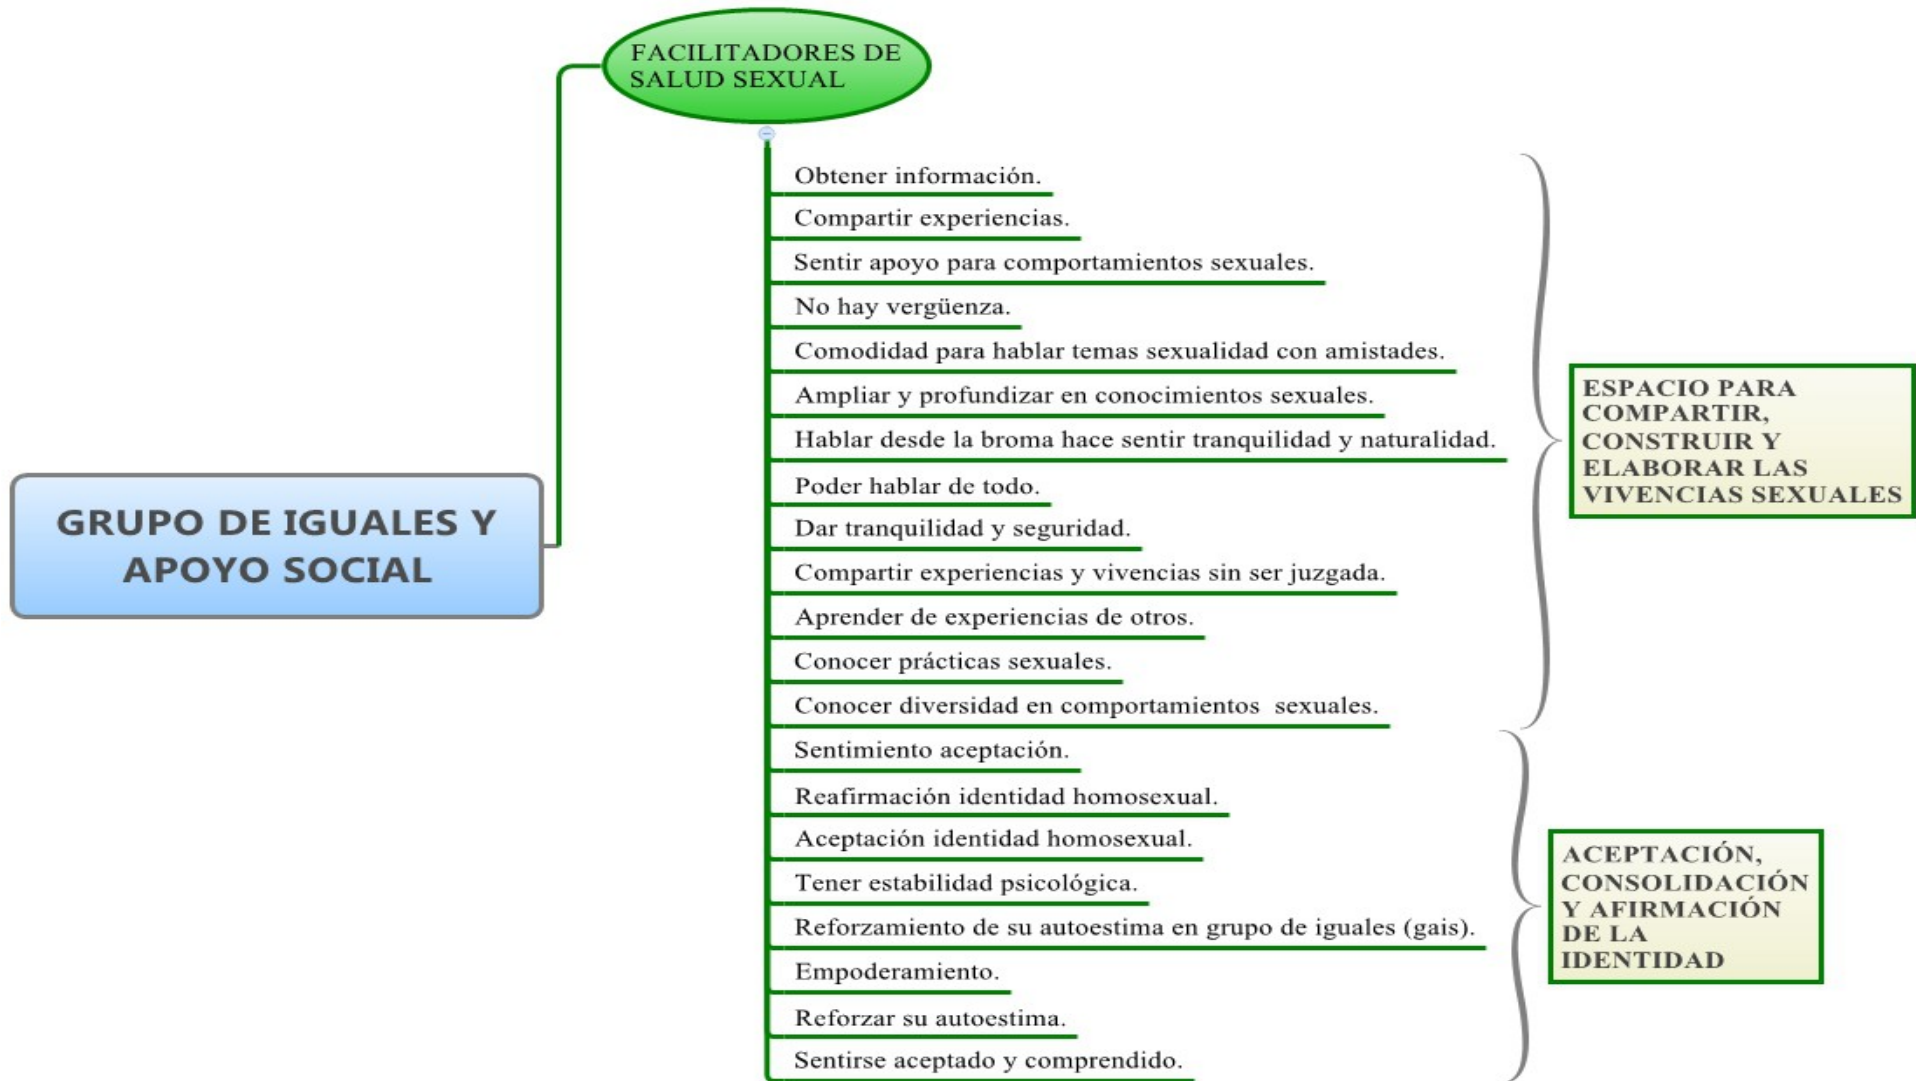 FACILITADORES DE
SALUD SEXUAL
Obtener información.
Compartir experiencias.
Sentir apoyo para comportamientos sexuales.
No hay vergüenza.
Comodidad para hablar temas sexualidad con amistades.
Ampliar y profundizar en conocimientos sexuales.
Hablar desde la broma hace sentir tranquilidad y naturalidad.
Poder hablar de todo.
Dar tranquilidad y seguridad.
Compartir experiencias y vivencias sin ser juzgada.
Aprender de experiencias de otros.
Conocer prácticas sexuales.
Conocer diversidad en comportamientos  sexuales.
ESPACIO PARA
COMPARTIR,
CONSTRUIR Y
ELABORAR LAS
VIVENCIAS SEXUALES
GRUPO DE IGUALES Y
APOYO SOCIAL
Sentimiento aceptación.
Reafirmación identidad homosexual.
Aceptación identidad homosexual.
Tener estabilidad psicológica.
Reforzamiento de su autoestima en grupo de iguales (gais).
Empoderamiento.
Reforzar su autoestima.
Sentirse aceptado y comprendido.
ACEPTACIÓN,
CONSOLIDACIÓN
Y AFIRMACIÓN
DE LA
IDENTIDAD